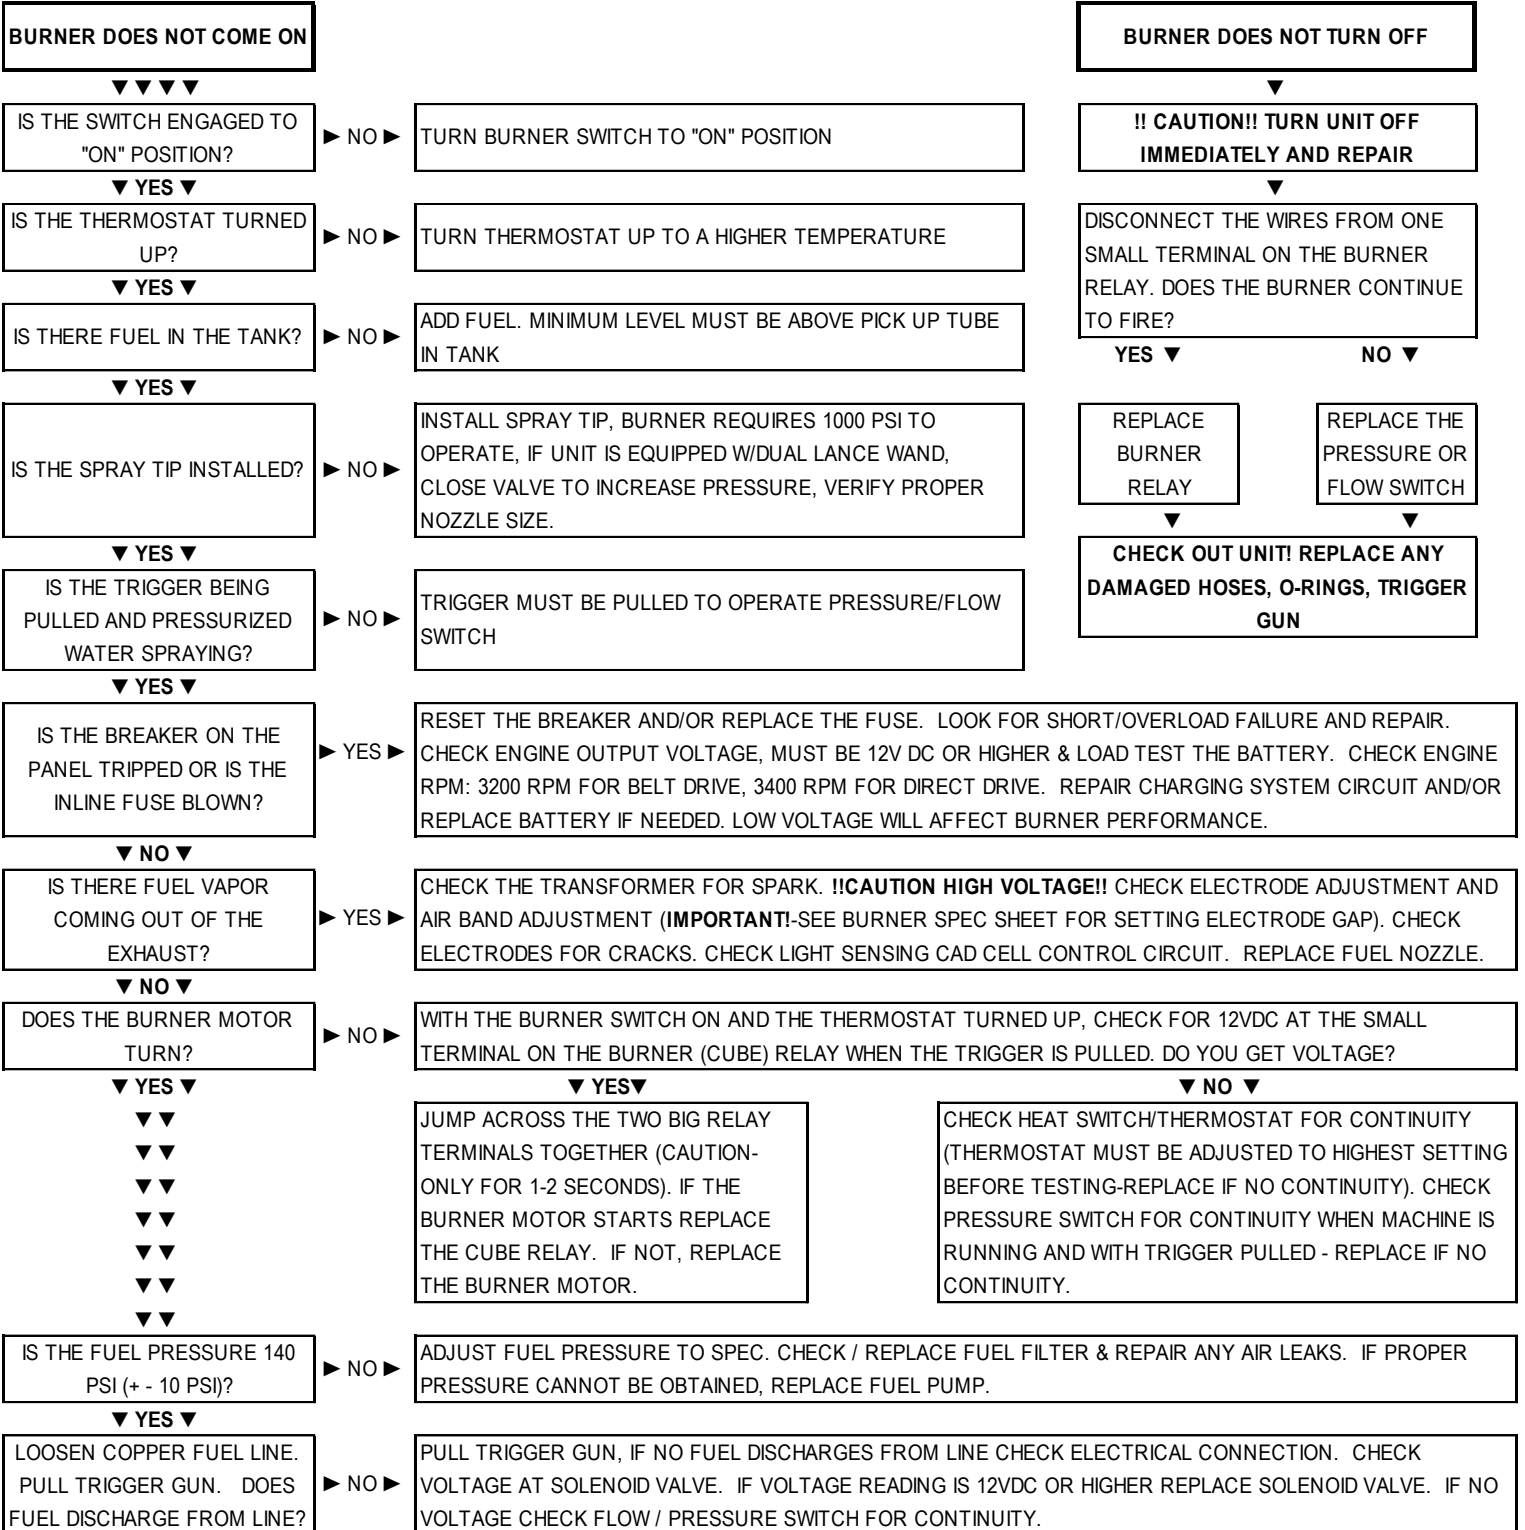 BURNER DOES NOT COME ON
▼ ▼ ▼ ▼
IS THE SWITCH ENGAGED TO
"ON" POSITION?
► NO ►
TURN BURNER SWITCH TO "ON" POSITION
▼ YES ▼
IS THE THERMOSTAT TURNED
UP?
► NO ►
TURN THERMOSTAT UP TO A HIGHER TEMPERATURE
▼ YES ▼
IS THERE FUEL IN THE TANK?
► NO ►
ADD FUEL. MINIMUM LEVEL MUST BE ABOVE PICK UP TUBE
IN TANK
▼ YES ▼
IS THE SPRAY TIP INSTALLED?
► NO ►
INSTALL SPRAY TIP, BURNER REQUIRES 1000 PSI TO
OPERATE, IF UNIT IS EQUIPPED W/DUAL LANCE WAND,
CLOSE VALVE TO INCREASE PRESSURE, VERIFY PROPER
NOZZLE SIZE.
▼ YES ▼
IS THE TRIGGER BEING
PULLED AND PRESSURIZED
WATER SPRAYING?
► NO ►
TRIGGER MUST BE PULLED TO OPERATE PRESSURE/FLOW
SWITCH
▼ YES ▼
BURNER DOES NOT TURN OFF
▼
!! CAUTION!! TURN UNIT OFF
IMMEDIATELY AND REPAIR
▼
DISCONNECT THE WIRES FROM ONE
SMALL TERMINAL ON THE BURNER
RELAY. DOES THE BURNER CONTINUE
TO FIRE?
YES ▼
NO ▼
REPLACE
BURNER
RELAY
REPLACE THE
PRESSURE OR
FLOW SWITCH
▼
▼
CHECK OUT UNIT! REPLACE ANY
DAMAGED HOSES, O-RINGS, TRIGGER
GUN
IS THE BREAKER ON THE
PANEL TRIPPED OR IS THE
INLINE FUSE BLOWN?
► YES ►
RESET THE BREAKER AND/OR REPLACE THE FUSE. LOOK FOR SHORT/OVERLOAD FAILURE AND REPAIR.
CHECK ENGINE OUTPUT VOLTAGE, MUST BE 12V DC OR HIGHER & LOAD TEST THE BATTERY. CHECK ENGINE
RPM: 3200 RPM FOR BELT DRIVE, 3400 RPM FOR DIRECT DRIVE. REPAIR CHARGING SYSTEM CIRCUIT AND/OR
REPLACE BATTERY IF NEEDED. LOW VOLTAGE WILL AFFECT BURNER PERFORMANCE.
▼ NO ▼
IS THERE FUEL VAPOR
COMING OUT OF THE
EXHAUST?
► YES ►
CHECK THE TRANSFORMER FOR SPARK. !!CAUTION HIGH VOLTAGE!! CHECK ELECTRODE ADJUSTMENT AND
AIR BAND ADJUSTMENT (IMPORTANT!-SEE BURNER SPEC SHEET FOR SETTING ELECTRODE GAP). CHECK
ELECTRODES FOR CRACKS. CHECK LIGHT SENSING CAD CELL CONTROL CIRCUIT. REPLACE FUEL NOZZLE.
▼ NO ▼
DOES THE BURNER MOTOR
TURN?
► NO ►
WITH THE BURNER SWITCH ON AND THE THERMOSTAT TURNED UP, CHECK FOR 12VDC AT THE SMALL
TERMINAL ON THE BURNER (CUBE) RELAY WHEN THE TRIGGER IS PULLED. DO YOU GET VOLTAGE?
▼ YES ▼
▼ YES▼
▼ NO ▼
▼ ▼
▼ ▼
▼ ▼
▼ ▼
▼ ▼
▼ ▼
▼ ▼
JUMP ACROSS THE TWO BIG RELAY
TERMINALS TOGETHER (CAUTION-
ONLY FOR 1-2 SECONDS). IF THE
BURNER MOTOR STARTS REPLACE
THE CUBE RELAY. IF NOT, REPLACE
THE BURNER MOTOR.
CHECK HEAT SWITCH/THERMOSTAT FOR CONTINUITY
(THERMOSTAT MUST BE ADJUSTED TO HIGHEST SETTING
BEFORE TESTING-REPLACE IF NO CONTINUITY). CHECK
PRESSURE SWITCH FOR CONTINUITY WHEN MACHINE IS
RUNNING AND WITH TRIGGER PULLED - REPLACE IF NO
CONTINUITY.
IS THE FUEL PRESSURE 140
PSI (+ - 10 PSI)?
► NO ►
ADJUST FUEL PRESSURE TO SPEC. CHECK / REPLACE FUEL FILTER & REPAIR ANY AIR LEAKS. IF PROPER
PRESSURE CANNOT BE OBTAINED, REPLACE FUEL PUMP.
▼ YES ▼
LOOSEN COPPER FUEL LINE.
PULL TRIGGER GUN. DOES
FUEL DISCHARGE FROM LINE?
► NO ►
PULL TRIGGER GUN, IF NO FUEL DISCHARGES FROM LINE CHECK ELECTRICAL CONNECTION. CHECK
VOLTAGE AT SOLENOID VALVE. IF VOLTAGE READING IS 12VDC OR HIGHER REPLACE SOLENOID VALVE. IF NO
VOLTAGE CHECK FLOW / PRESSURE SWITCH FOR CONTINUITY.